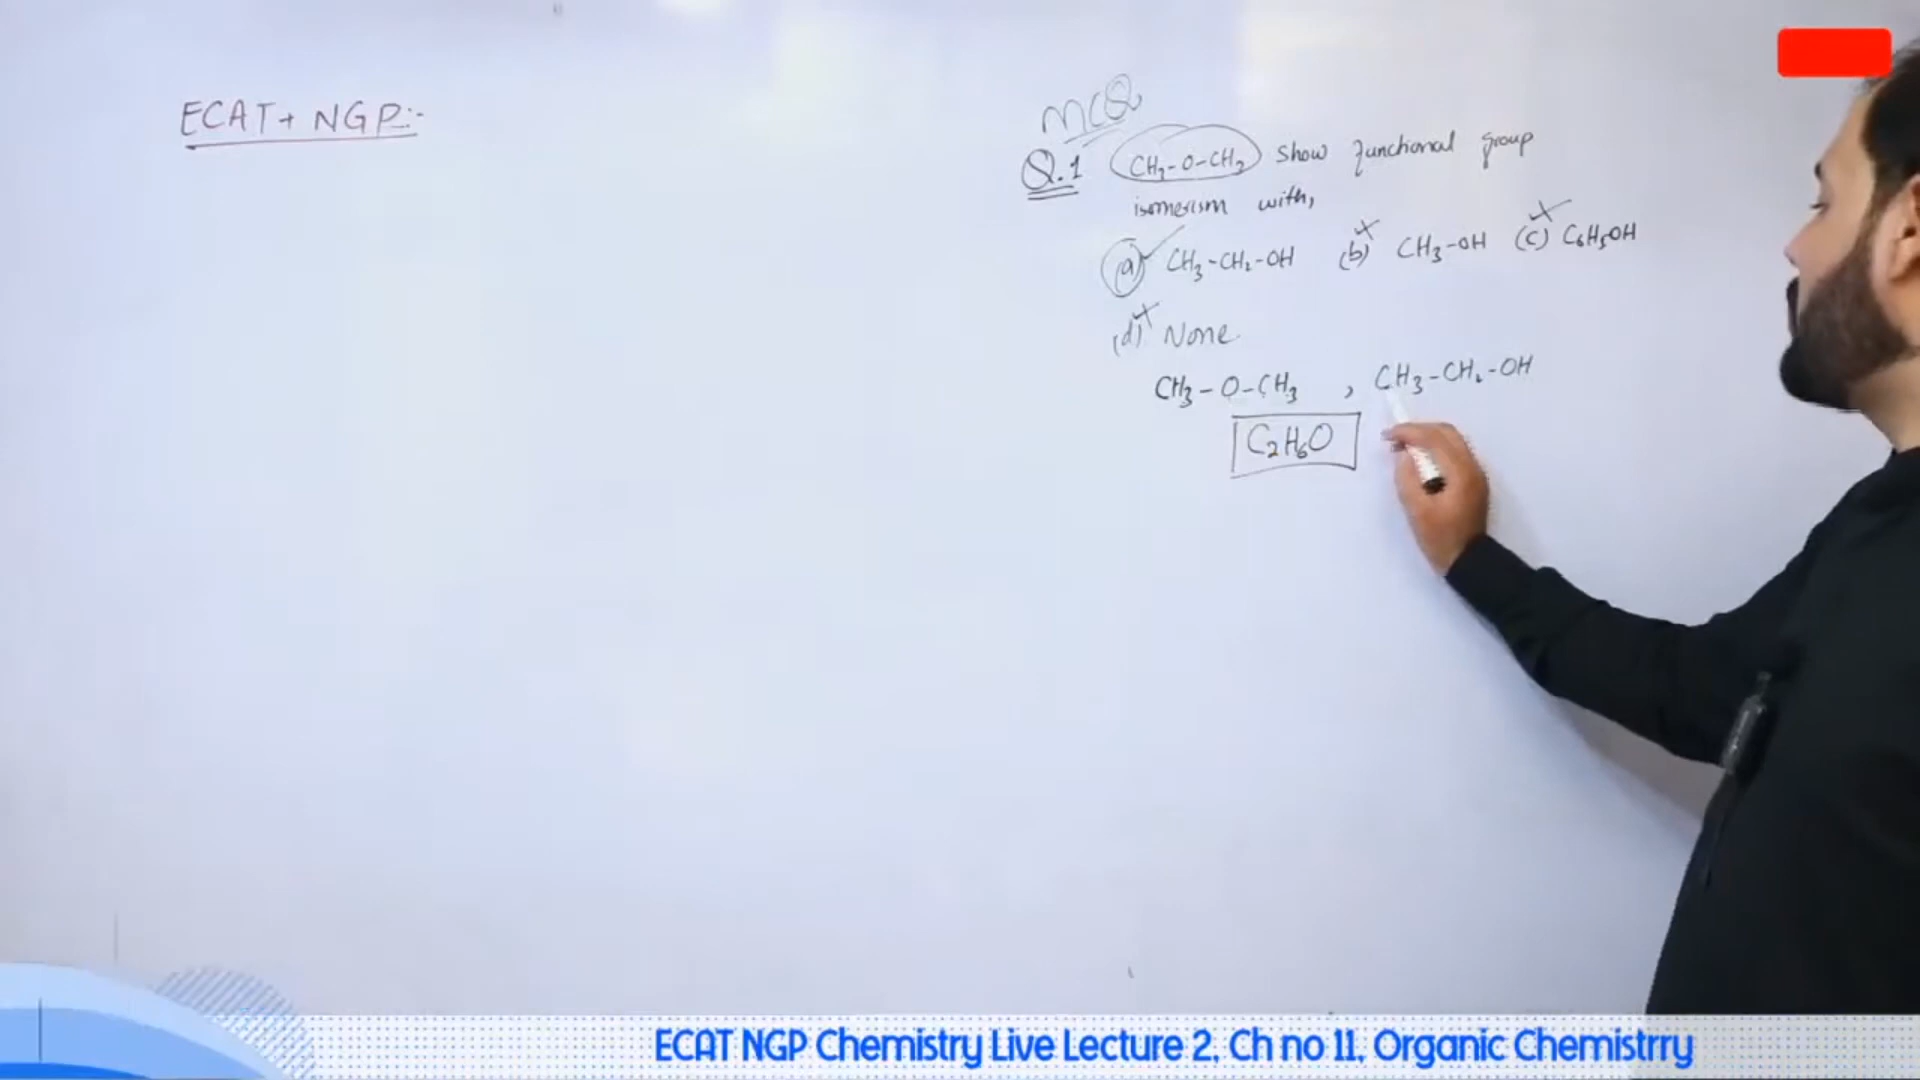 ECAT + NGP:-
MCQ
Q.1 CH₃-O-CH₃ show functional group
isomerism with,
(a) CH₃-CH₂-OH (b) CH₃-OH (c) C₆H₅OH
(d) None
CH₃-O-CH₃ , CH₃-CH₂-OH
C₂H₆O
ECAT NGP Chemistry Live Lecture 2, Ch no 11, Organic Chemistrry